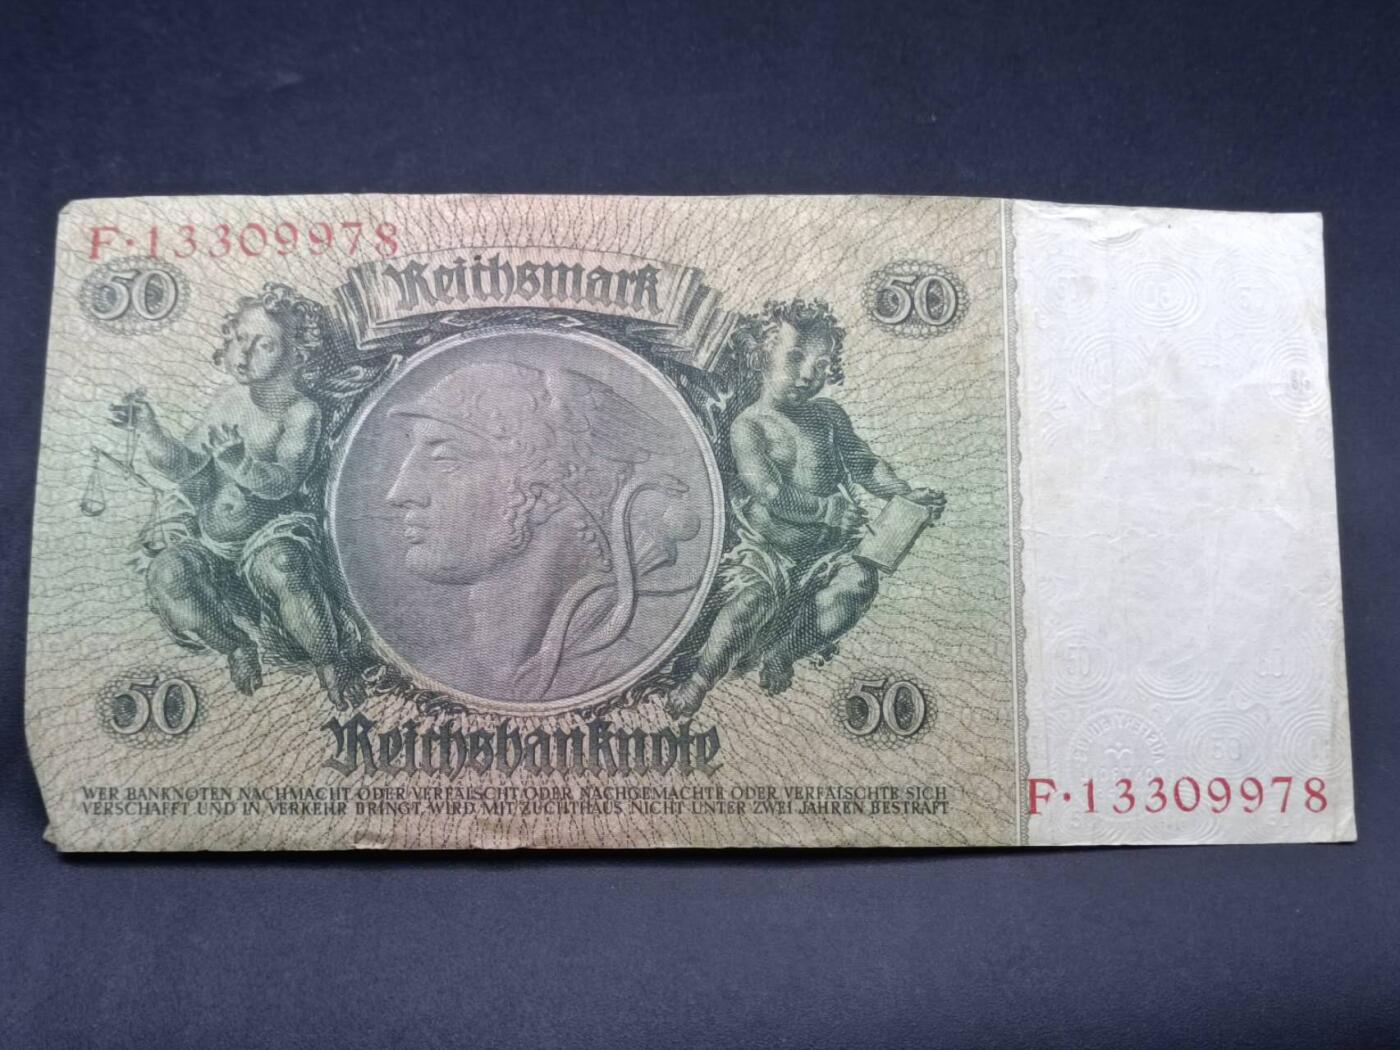 F·13309978
50 Reichsmark 50
50 50
Reichsbanknote
WER BANKNOTEN NACHMACHT ODER VERFÄLSCHT ODER NACHGEMACHTE ODER VERFÄLSCHTE SICH
VERSCHAFFT UND IN VERKEHR BRINGT, WIRD MIT ZUCHTHAUS NICHT UNTER ZWEI JAHREN BESTRAFT
F·13309978